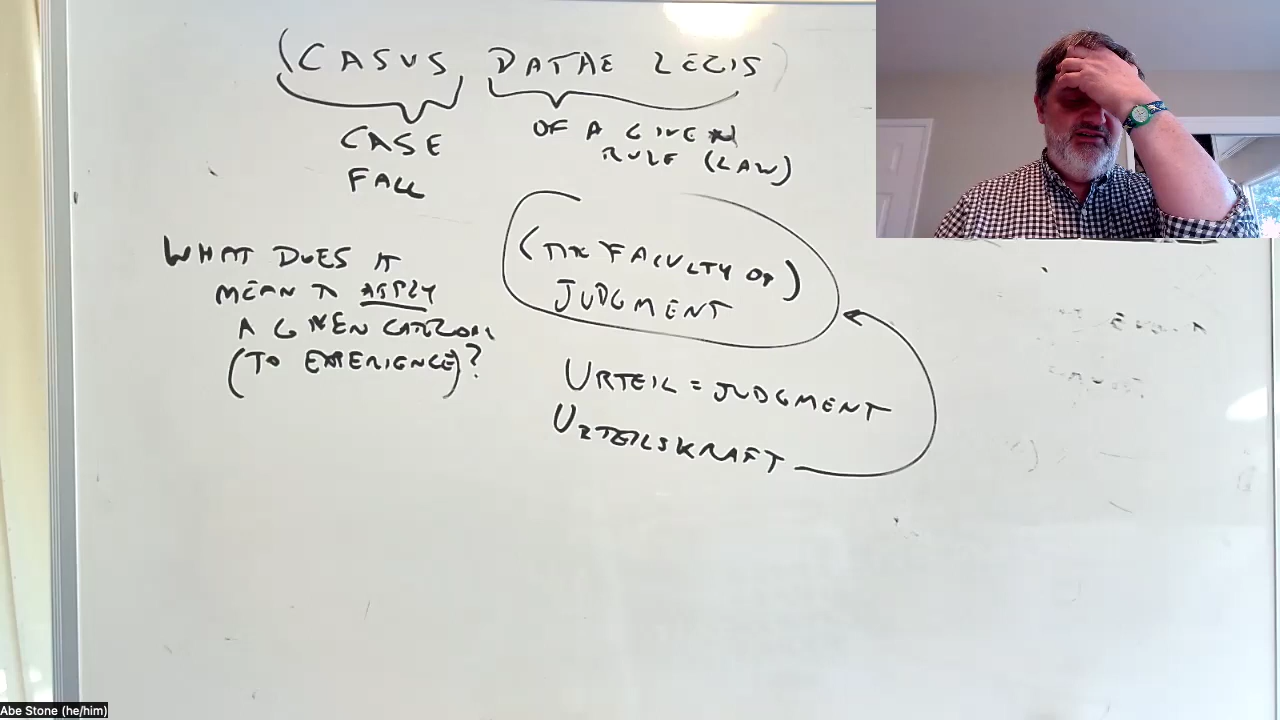 (CASUS DATAE LEGIS)
CASE
FALL
OF A GIVEN
RULE (LAW)
WHAT DOES IT
MEAN TO APPLY
A GIVEN CATEGORY
(TO EXPERIENCE)?
(THE FACULTY OF)
JUDGMENT
URTEIL = JUDGMENT
URTEILSKRAFT
Abe Stone (he/him)